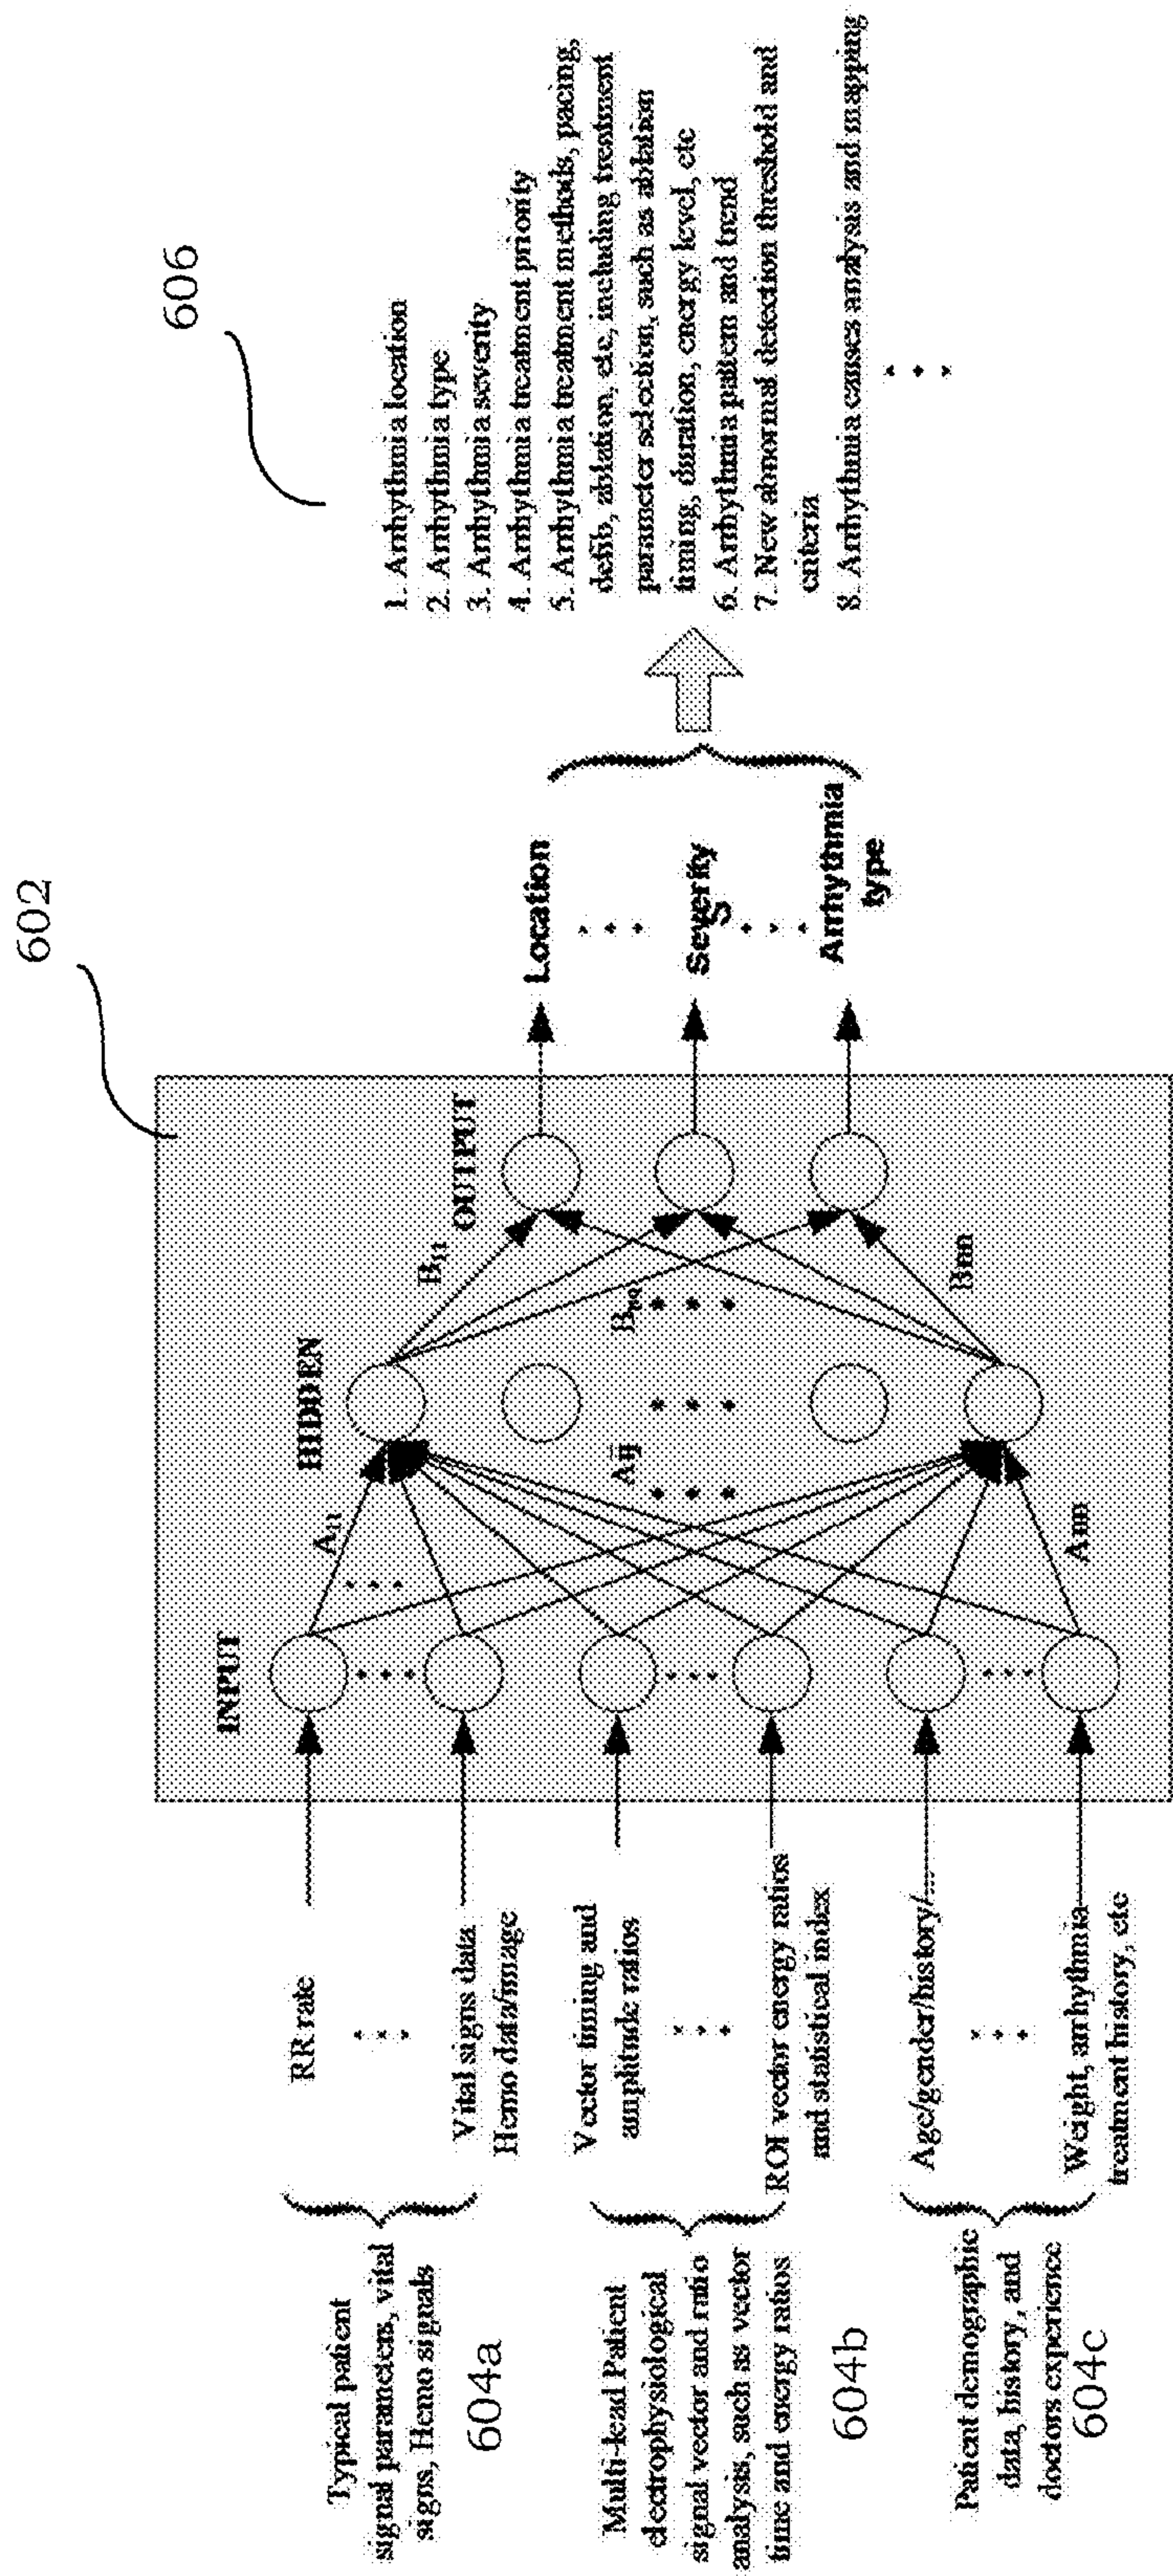 602
606
Typical patient
signal parameters, vital
signs, Hemo signals
604a
Multi-lead Patient
electrophysiological
signal vector and ratio
analysis, such as vector
time and energy ratios
604b
Patient demographic
data, history, and
doctors experience
604c
RR rate
Vital signs data
Hemo data/image
Vector timing and
amplitude ratios
ROI vector energy ratios
and statistical index
Age/gender/history/...
Weight, arrhythmia
treatment history, etc
INPUT
HIDDEN
OUTPUT
A11
Aij
Ann
B11
Bpq
Bnn
Location
Severity
Arrhythmia
type
1. Arrhythmia location
2. Arrhythmia type
3. Arrhythmia severity
4. Arrhythmia treatment priority
5. Arrhythmia treatment methods, pacing,
defib, ablation, etc, including treatment
parameter selection, such as ablation
timing, duration, energy level, etc
6. Arrhythmia pattern and trend
7. New abnormal detection threshold and
criteria
8. Arrhythmia causes analysis and mapping